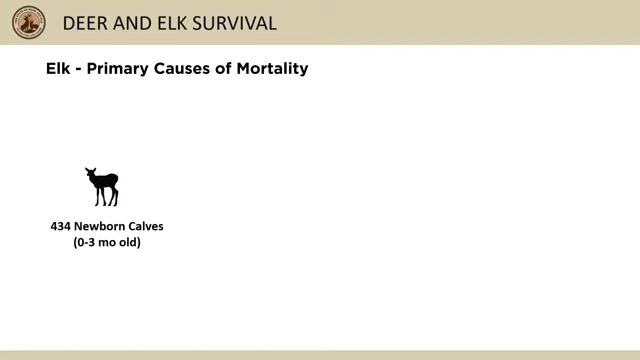 DEER AND ELK SURVIVAL
Elk - Primary Causes of Mortality
434 Newborn Calves
(0-3 mo old)